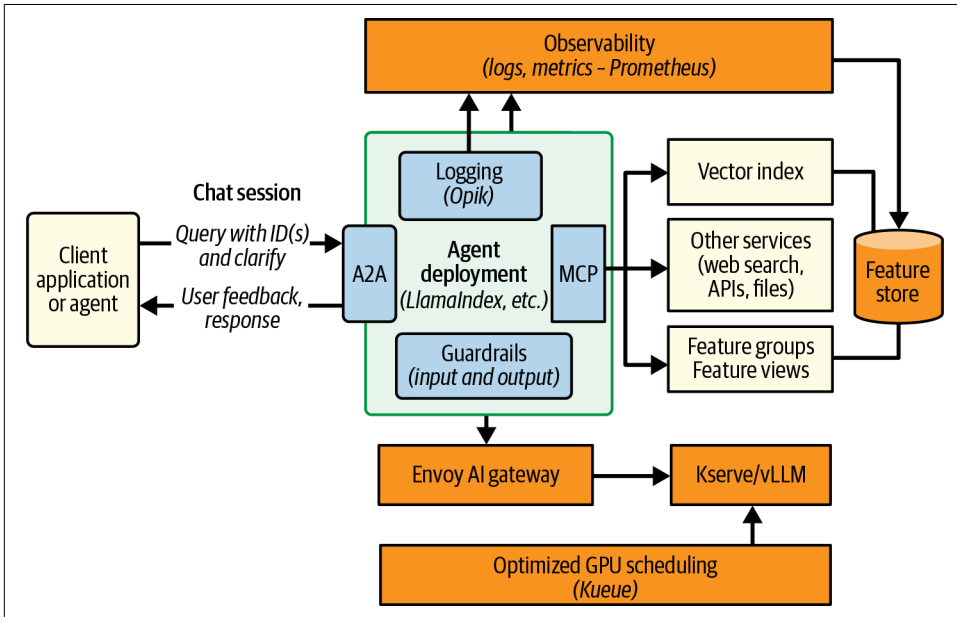 Observability
(logs, metrics – Prometheus)
Logging
(Opik)
Chat session
Query with ID(s)
and clarify
User feedback,
response
Client
application
or agent
A2A
Agent
deployment
(LlamaIndex, etc.)
MCP
Guardrails
(input and output)
Vector index
Other services
(web search,
APIs, files)
Feature groups
Feature views
Feature
store
Envoy AI gateway
Kserve/vLLM
Optimized GPU scheduling
(Kueue)